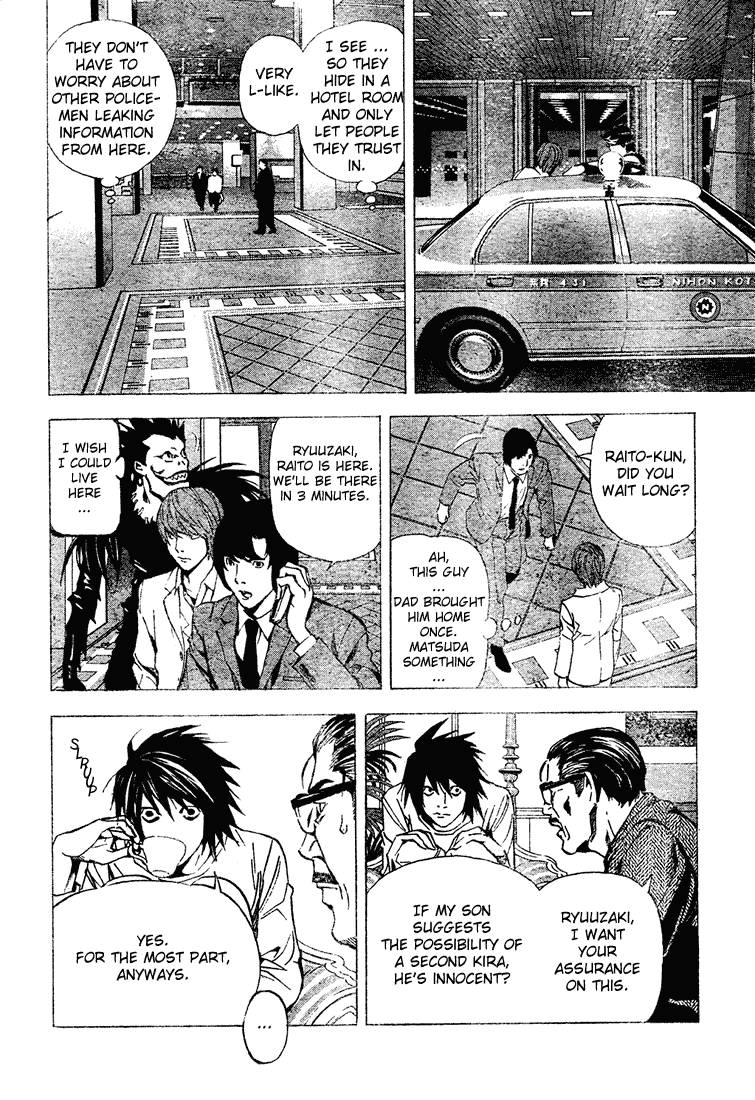 I SEE ...
SO THEY
HIDE IN A
HOTEL ROOM
AND ONLY
LET PEOPLE
THEY TRUST
IN.
VERY
L-LIKE.
THEY DON'T
HAVE TO
WORRY ABOUT
OTHER POLICE-
MEN LEAKING
INFORMATION
FROM HERE.
431
NIHON KOT
N
RAITO-KUN,
DID YOU
WAIT LONG?
AH,
THIS GUY
...
DAD BROUGHT
HIM HOME
ONCE.
MATSUDA
SOMETHING
...
RYUUZAKI,
RAITO IS HERE.
WE'LL BE THERE
IN 3 MINUTES.
I WISH
I COULD
LIVE
HERE
...
RYUUZAKI,
I WANT
YOUR
ASSURANCE
ON THIS.
IF MY SON
SUGGESTS
THE POSSIBILITY OF
A SECOND KIRA,
HE'S INNOCENT?
SLRUP
YES.
FOR THE MOST PART,
ANYWAYS.
...